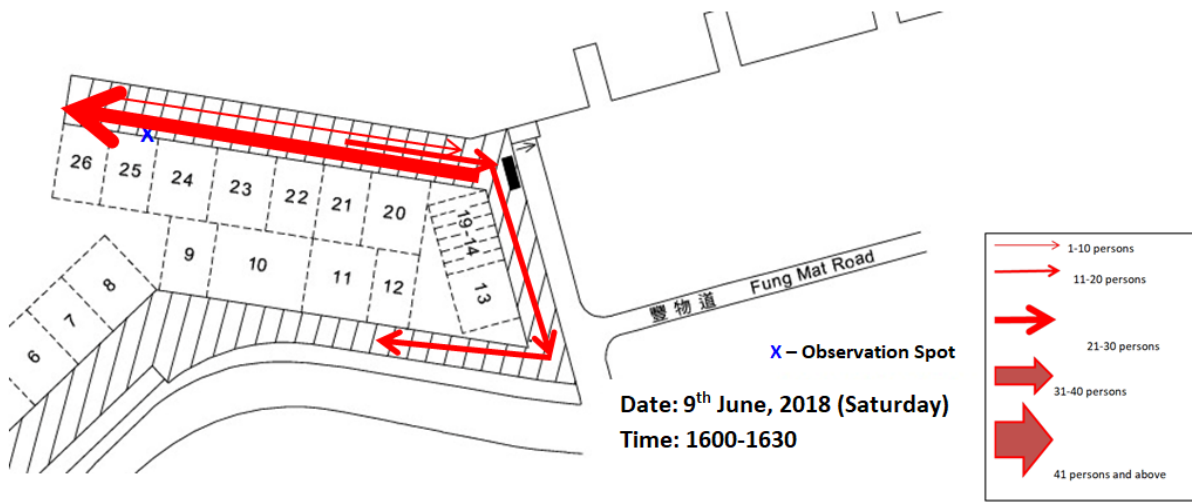 26
25
24
23
22
21
20
19-14
13
9
10
11
12
8
7
6
豐物道 Fung Mat Road
X
X – Observation Spot
Date: 9th June, 2018 (Saturday)
Time: 1600-1630
1-10 persons
11-20 persons
21-30 persons
31-40 persons
41 persons and above